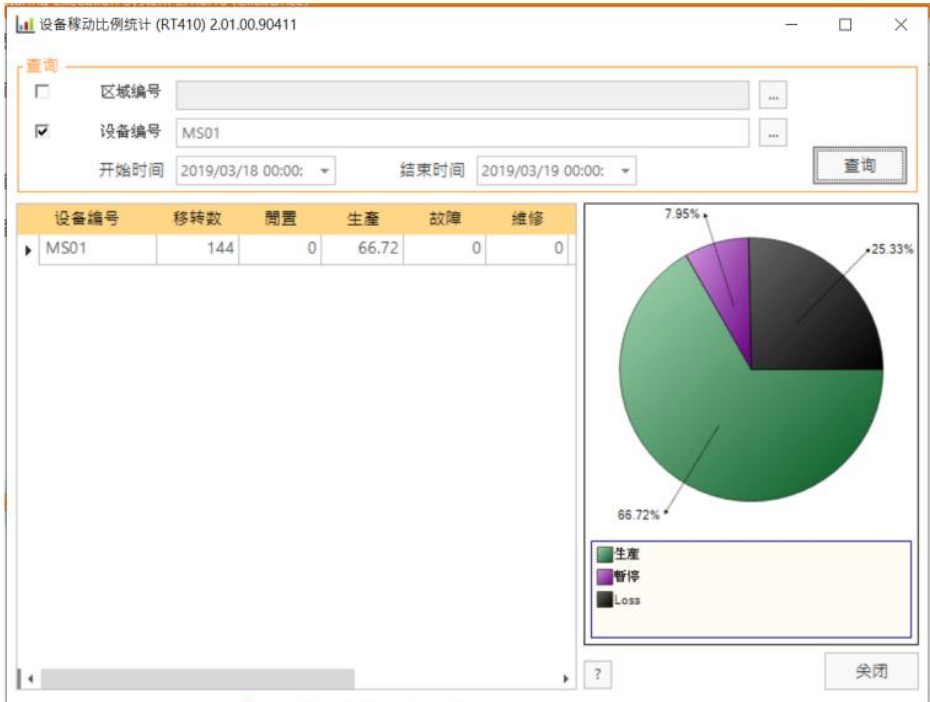 设备稼动比例统计 (RT410) 2.01.00.90411
查询
区域编号
...
设备编号 MS01
...
开始时间 2019/03/18 00:00: 结束时间 2019/03/19 00:00:
查询
设备编号 移转数 閒置 生產 故障 維修
MS01 144 0 66.72 0 0
7.95%
25.33%
66.72%
生產
暫停
Loss
?
关闭